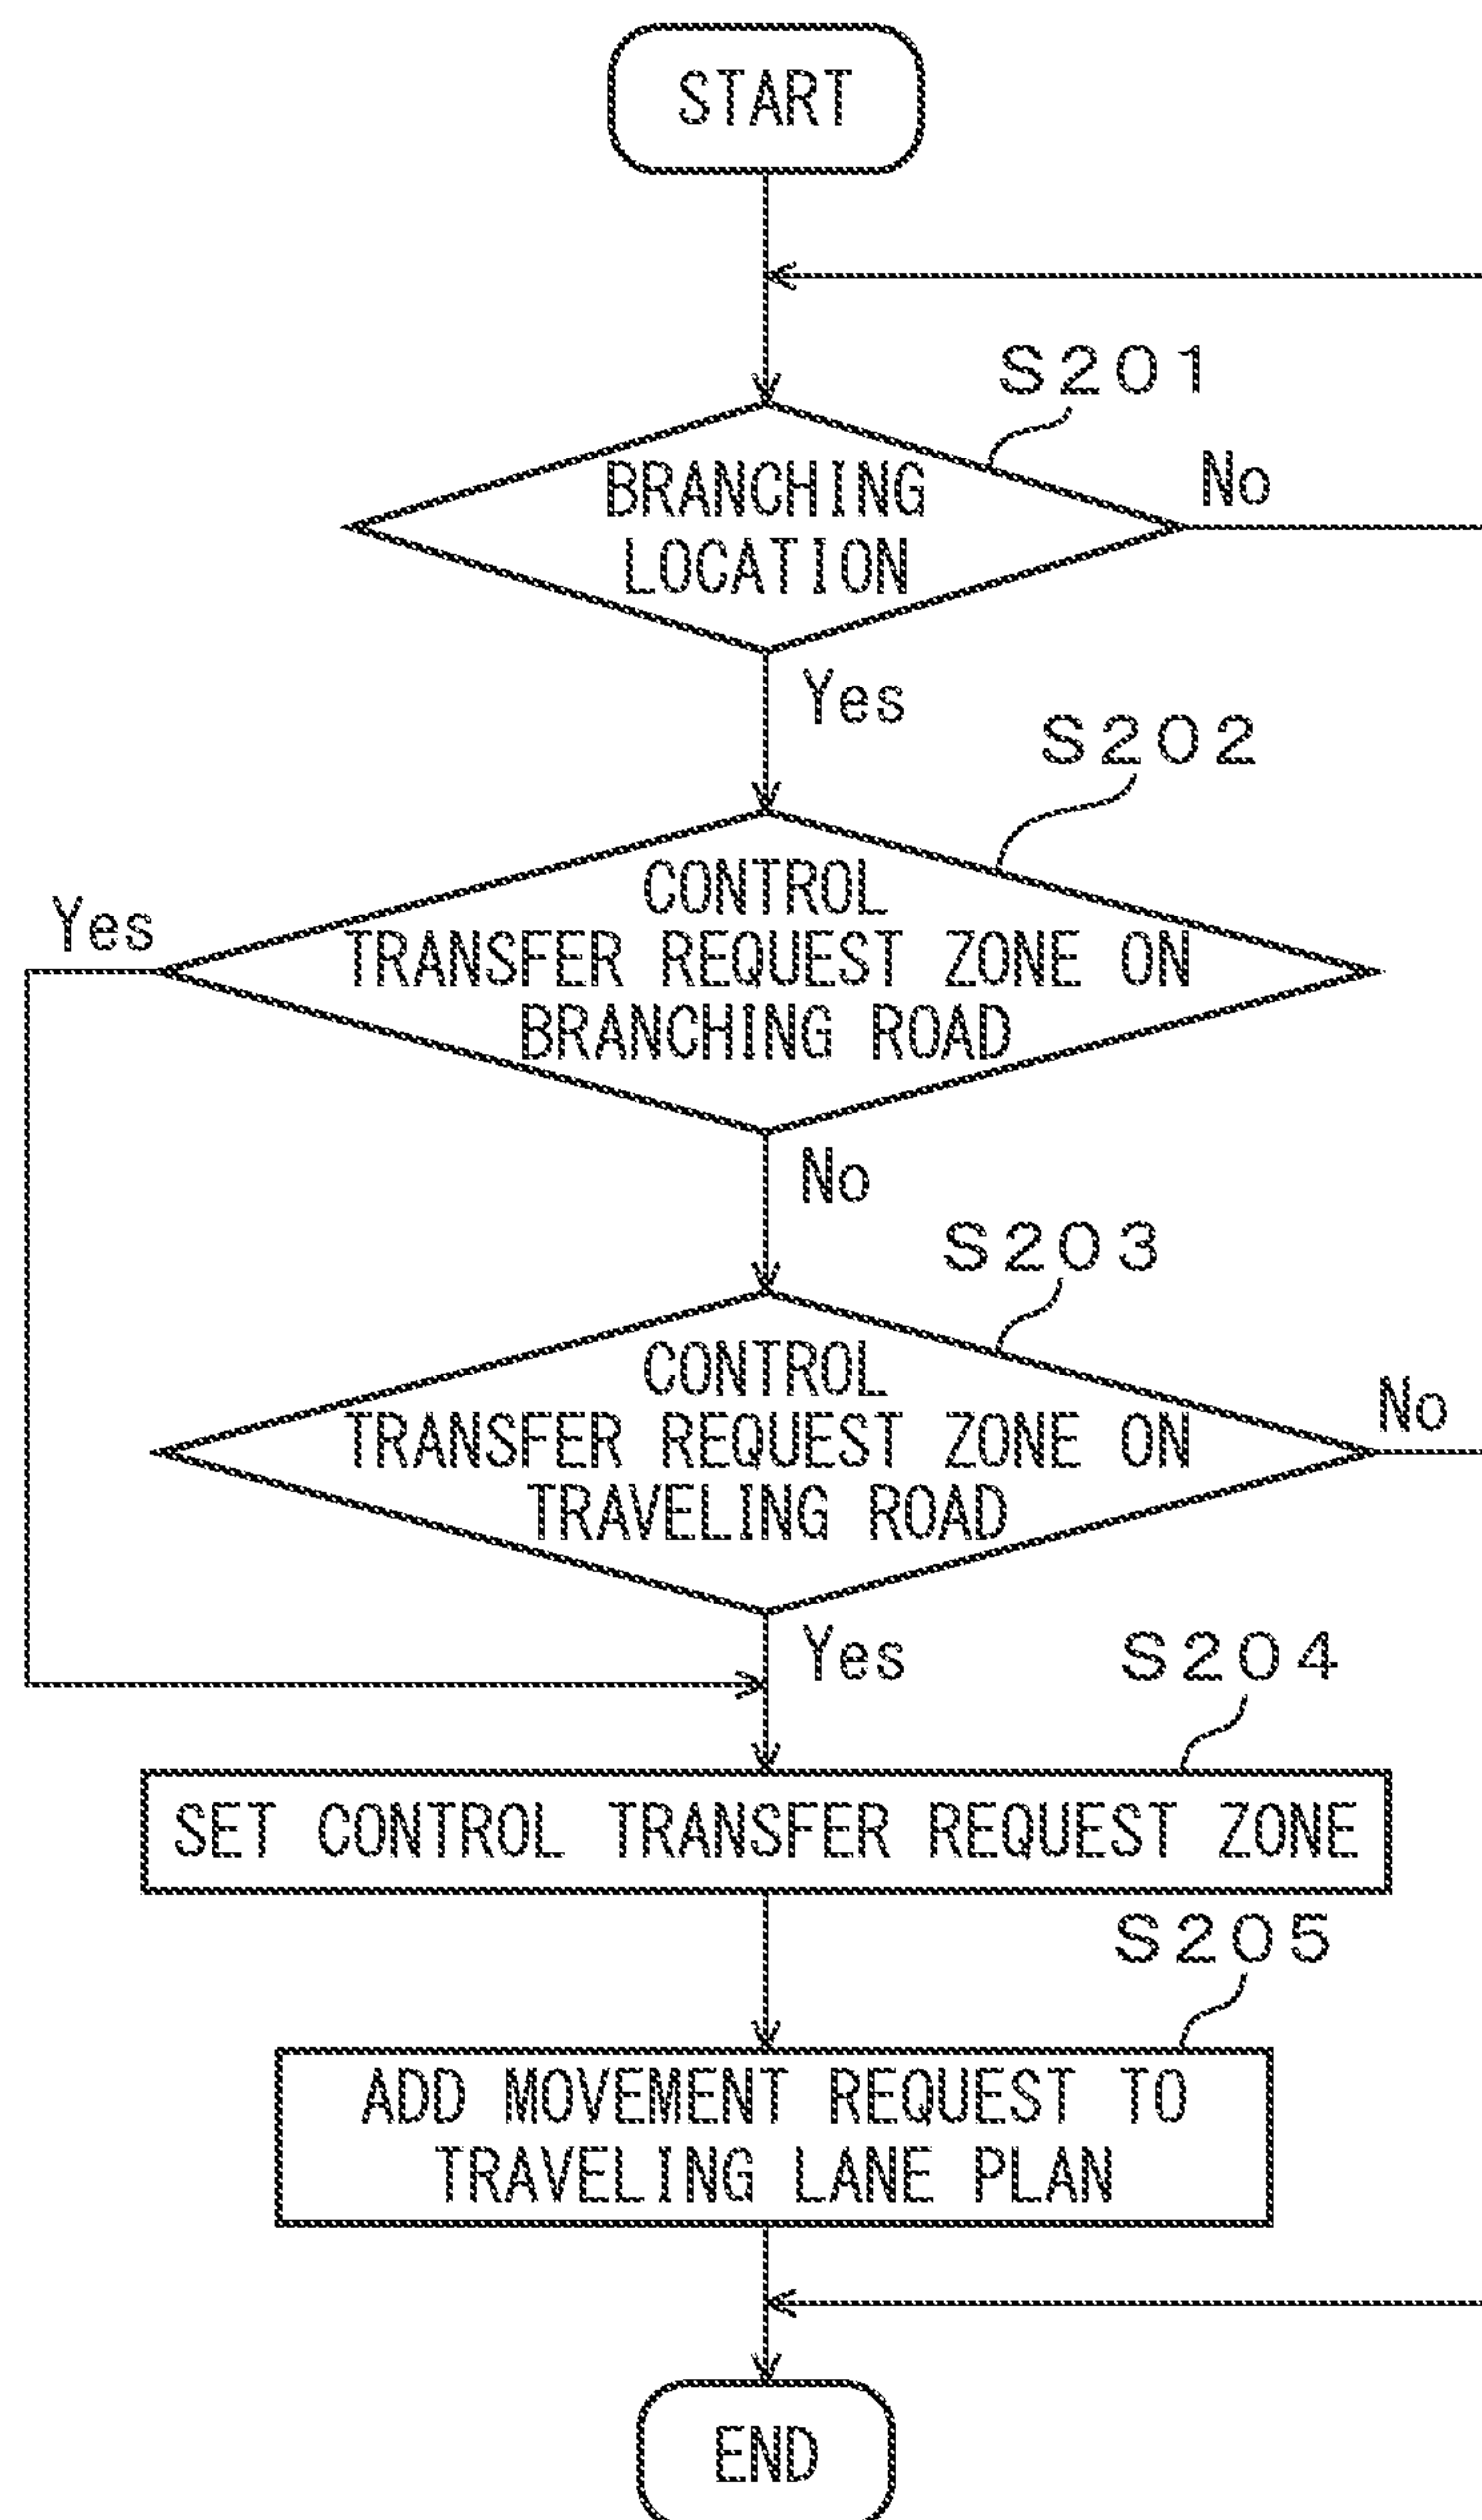 START
S201
BRANCHING
LOCATION
No
Yes
S202
CONTROL
TRANSFER REQUEST ZONE ON
BRANCHING ROAD
Yes
No
S203
CONTROL
TRANSFER REQUEST ZONE ON
TRAVELING ROAD
No
Yes
S204
SET CONTROL TRANSFER REQUEST ZONE
S205
ADD MOVEMENT REQUEST TO
TRAVELING LANE PLAN
END